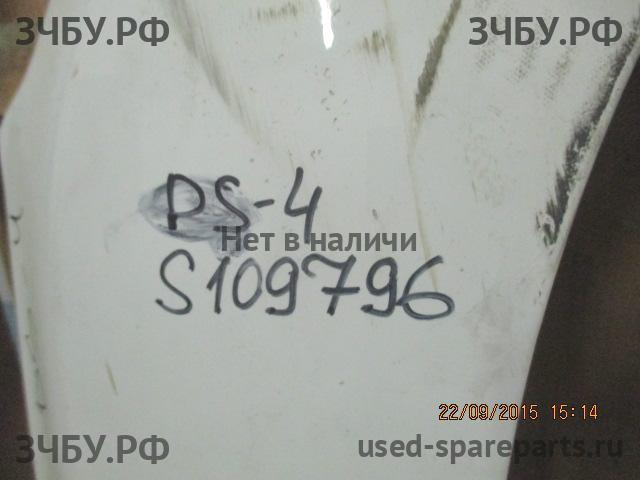 ЗЧБУ.РФ ЗЧБУ.РФ
PS-4
Нет в наличи
S109796
22/09/2015 15:14
ЗЧБУ.РФ used-spareparts.ru